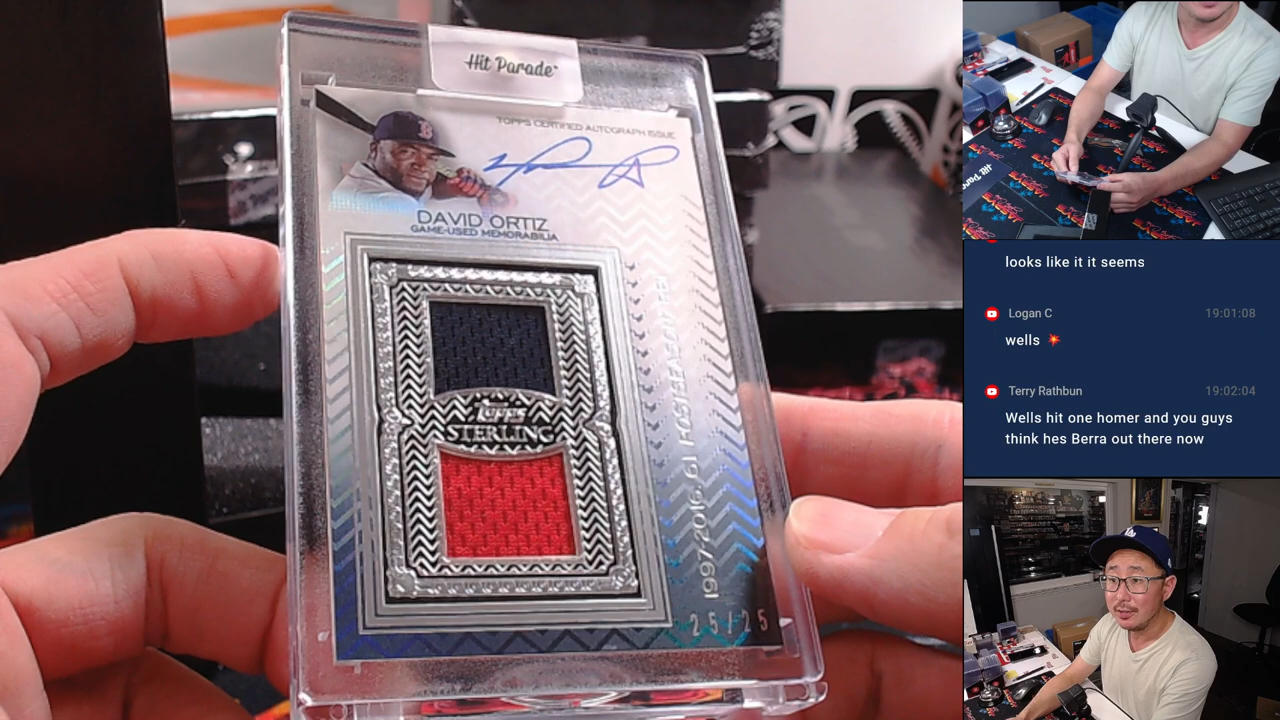 Hit Parade
TOPPS CERTIFIED AUTOGRAPH ISSUE
DAVID ORTIZ
GAME-USED MEMORABILIA
Topps
STERLING
1997-2016, 61 POSTSEASON RBI
25/25
looks like it it seems
Logan C 19:01:08
wells 💥
Terry Rathbun 19:02:04
Wells hit one homer and you guys
think hes Berra out there now